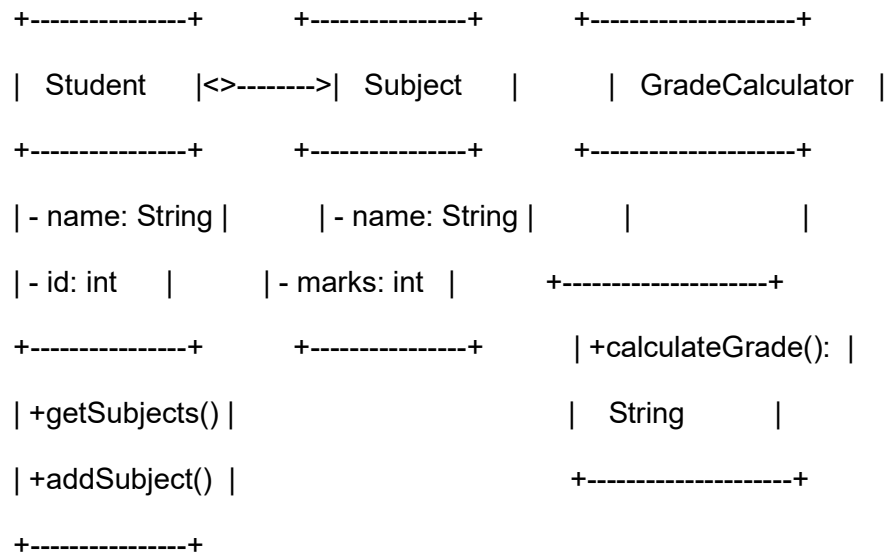 +----------------+ +----------------+ +---------------------+
| Student |<>-------->| Subject | | GradeCalculator |
+----------------+ +----------------+ +---------------------+
| - name: String | | - name: String | | |
| - id: int | | - marks: int | +---------------------+
+----------------+ +----------------+ | +calculateGrade(): |
| +getSubjects() | | String |
| +addSubject() | +---------------------+
+----------------+